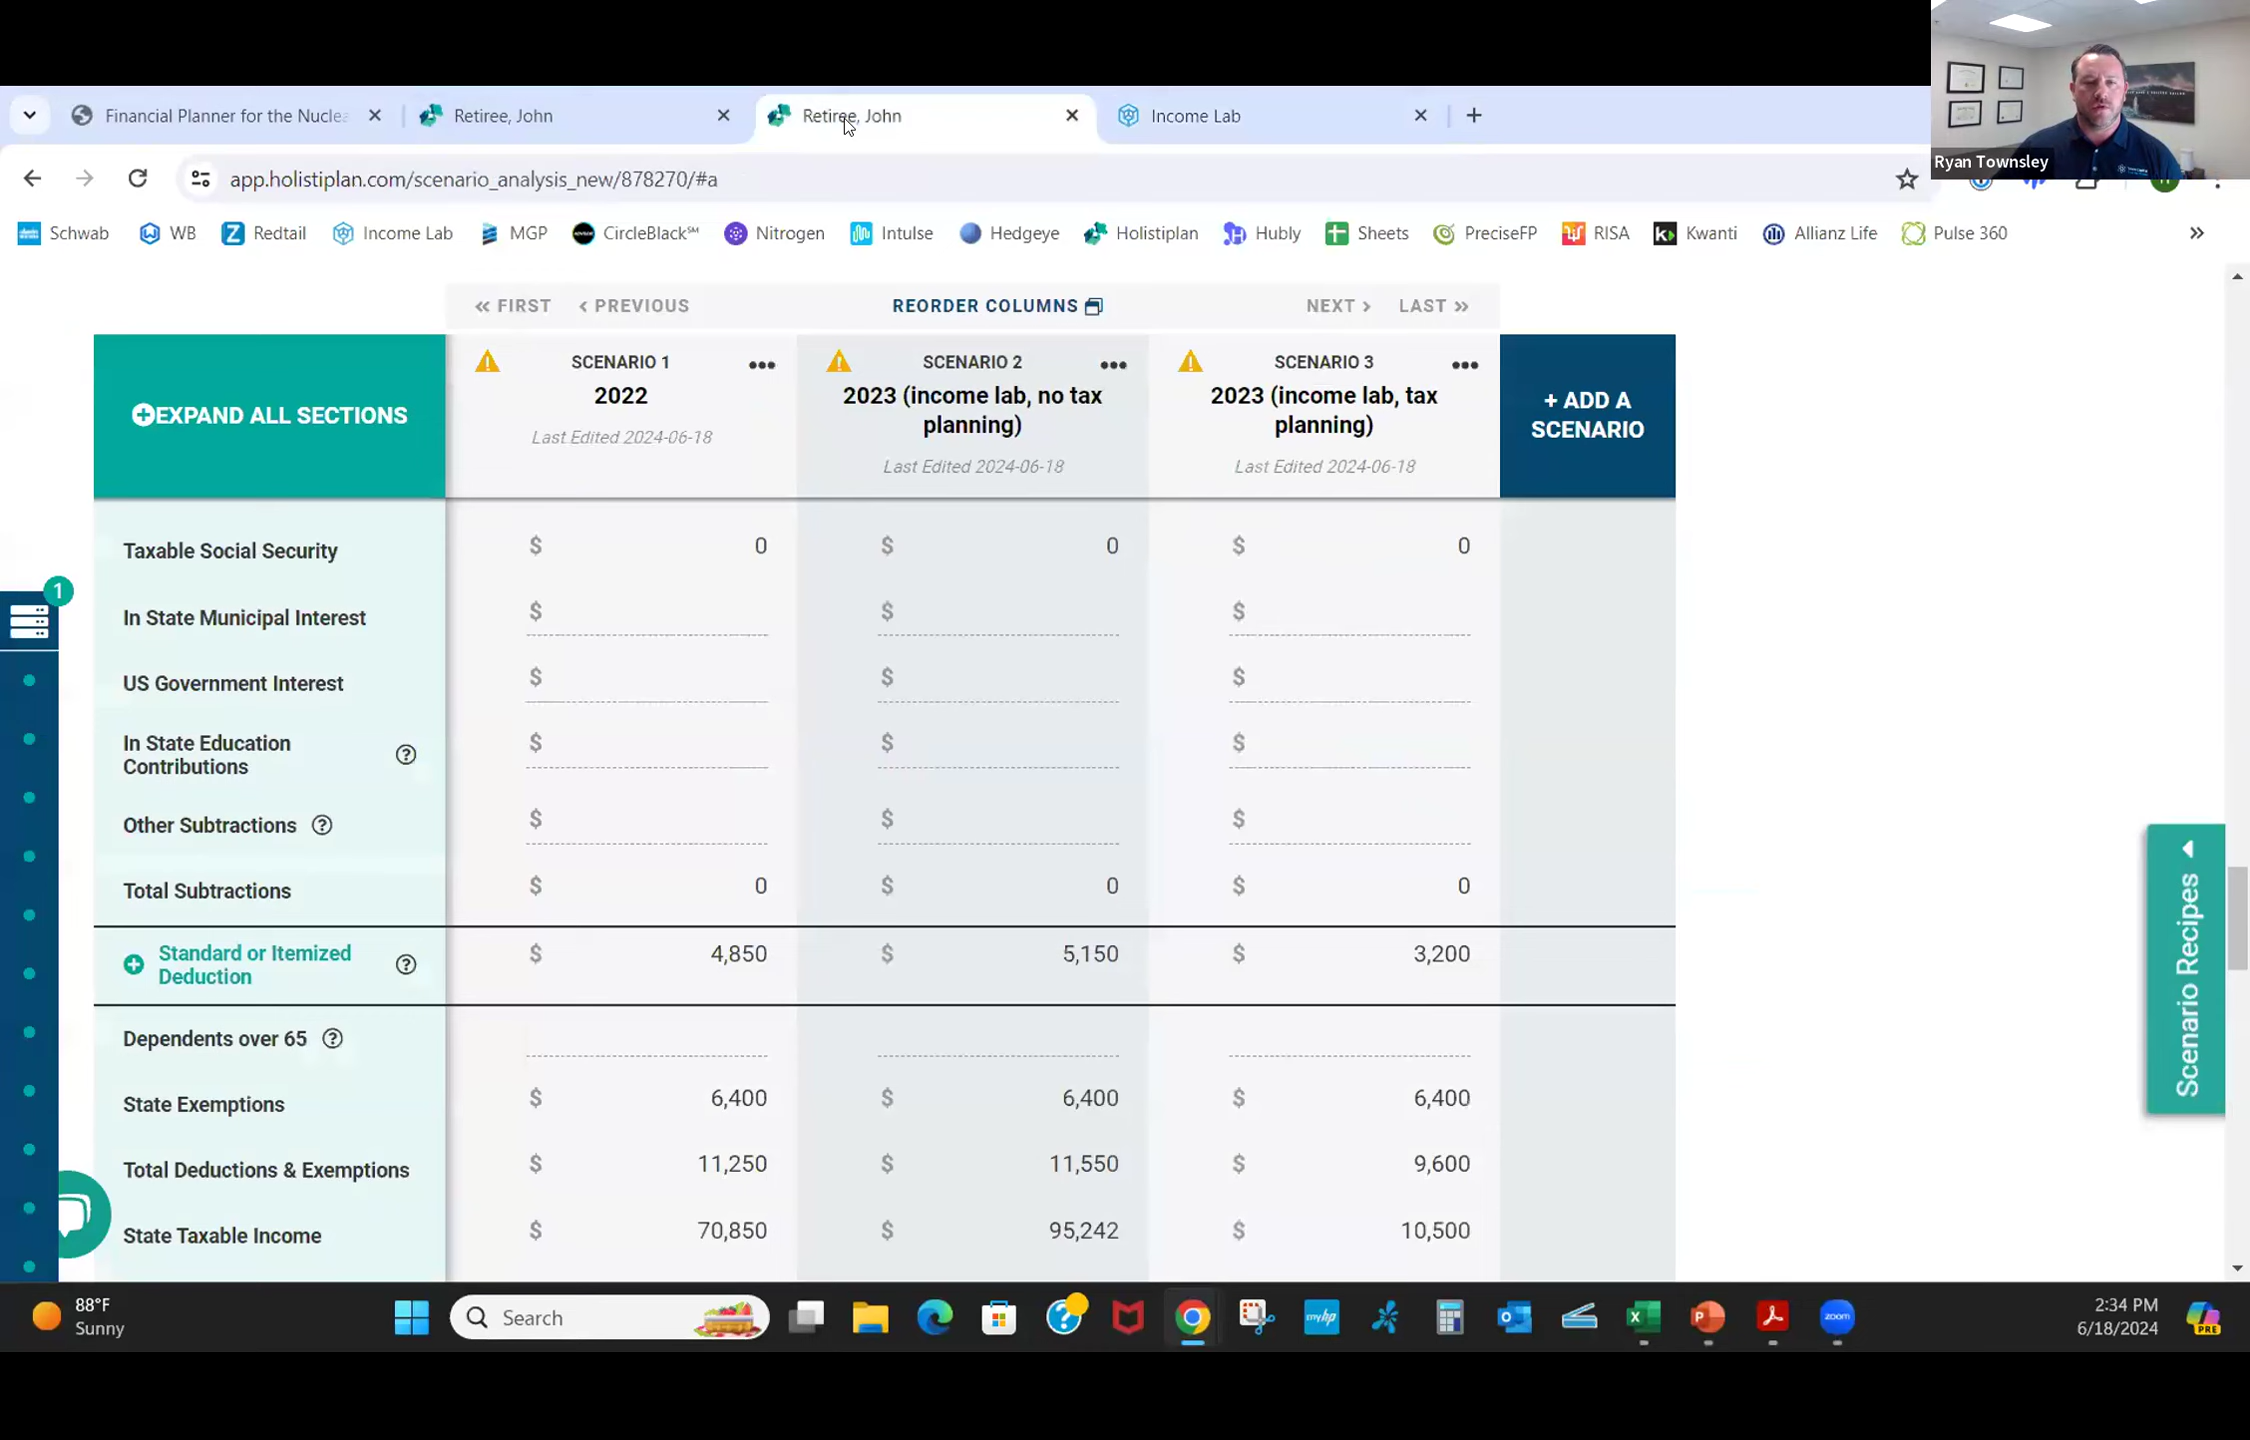 Financial Planner for the Nuclea
Retiree, John
Retiree, John
Income Lab
Ryan Townsley
app.holistiplan.com/scenario_analysis_new/878270/#a
Schwab
WB
Redtail
Income Lab
MGP
CircleBlack℠
Nitrogen
Intulse
Hedgeye
Holistiplan
Hubly
Sheets
PreciseFP
RISA
Kwanti
Allianz Life
Pulse 360
FIRST
PREVIOUS
REORDER COLUMNS
NEXT
LAST
EXPAND ALL SECTIONS
SCENARIO 1
2022
Last Edited 2024-06-18
SCENARIO 2
2023 (income lab, no tax
planning)
Last Edited 2024-06-18
SCENARIO 3
2023 (income lab, tax
planning)
Last Edited 2024-06-18
+ ADD A
SCENARIO
Taxable Social Security $ 0 $ 0 $ 0
1
In State Municipal Interest $ $ $
US Government Interest $ $ $
In State Education
Contributions ? $ $ $
Other Subtractions ? $ $ $
Total Subtractions $ 0 $ 0 $ 0
Standard or Itemized
Deduction ? $ 4,850 $ 5,150 $ 3,200
Dependents over 65 ?
State Exemptions $ 6,400 $ 6,400 $ 6,400
Total Deductions & Exemptions $ 11,250 $ 11,550 $ 9,600
State Taxable Income $ 70,850 $ 95,242 $ 10,500
Scenario Recipes
88°F
Sunny
Search
myhp
zoom
PRE
2:34 PM
6/18/2024